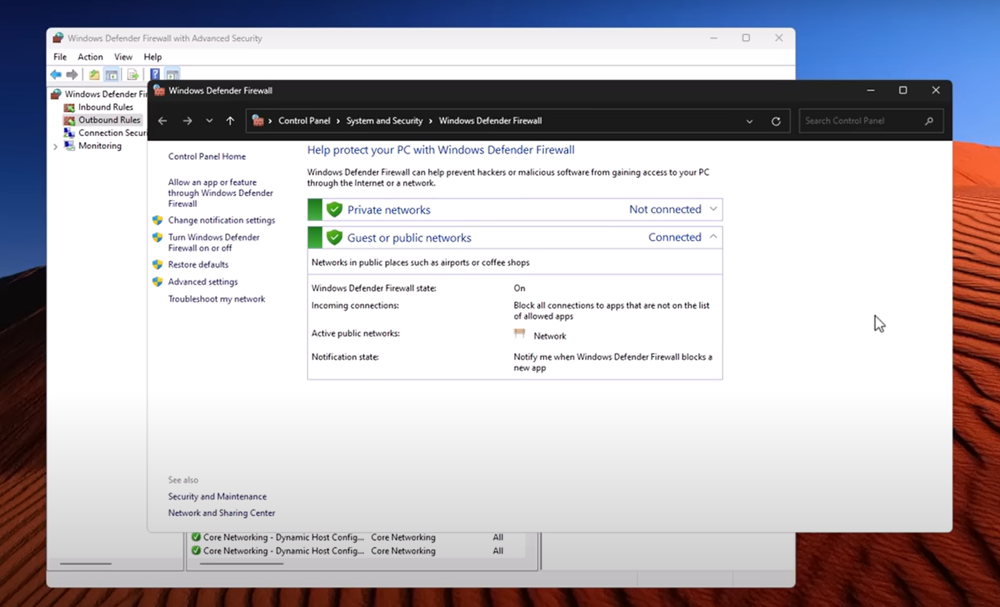 Windows Defender Firewall with Advanced Security
File Action View Help
Windows Defender Fi
Inbound Rules
Outbound Rules
Connection Securi
Monitoring
Windows Defender Firewall
Control Panel › System and Security › Windows Defender Firewall
Search Control Panel
Control Panel Home
Allow an app or feature
through Windows Defender
Firewall
Change notification settings
Turn Windows Defender
Firewall on or off
Restore defaults
Advanced settings
Troubleshoot my network
See also
Security and Maintenance
Network and Sharing Center
Help protect your PC with Windows Defender Firewall
Windows Defender Firewall can help prevent hackers or malicious software from gaining access to your PC
through the Internet or a network.
Private networks Not connected
Guest or public networks Connected
Networks in public places such as airports or coffee shops
Windows Defender Firewall state: On
Incoming connections: Block all connections to apps that are not on the list
of allowed apps
Active public networks: Network
Notification state: Notify me when Windows Defender Firewall blocks a
new app
Core Networking - Dynamic Host Config... Core Networking All
Core Networking - Dynamic Host Config... Core Networking All